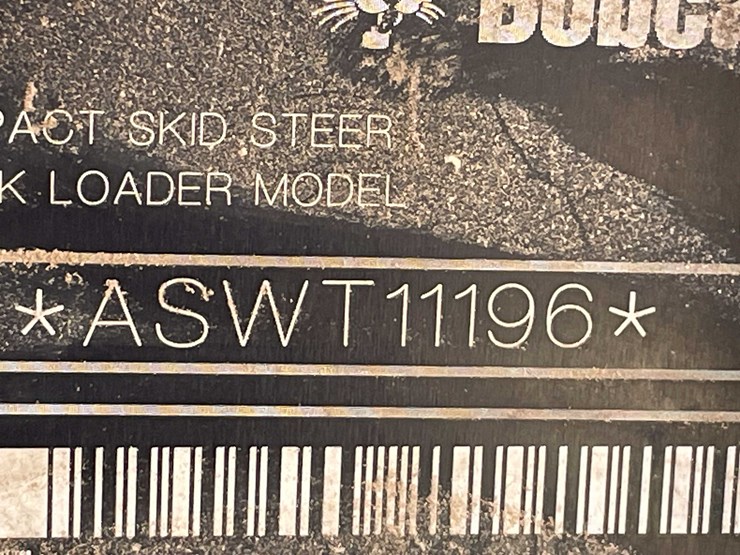 PACT SKID STEER
K LOADER MODEL
*ASWT11196*